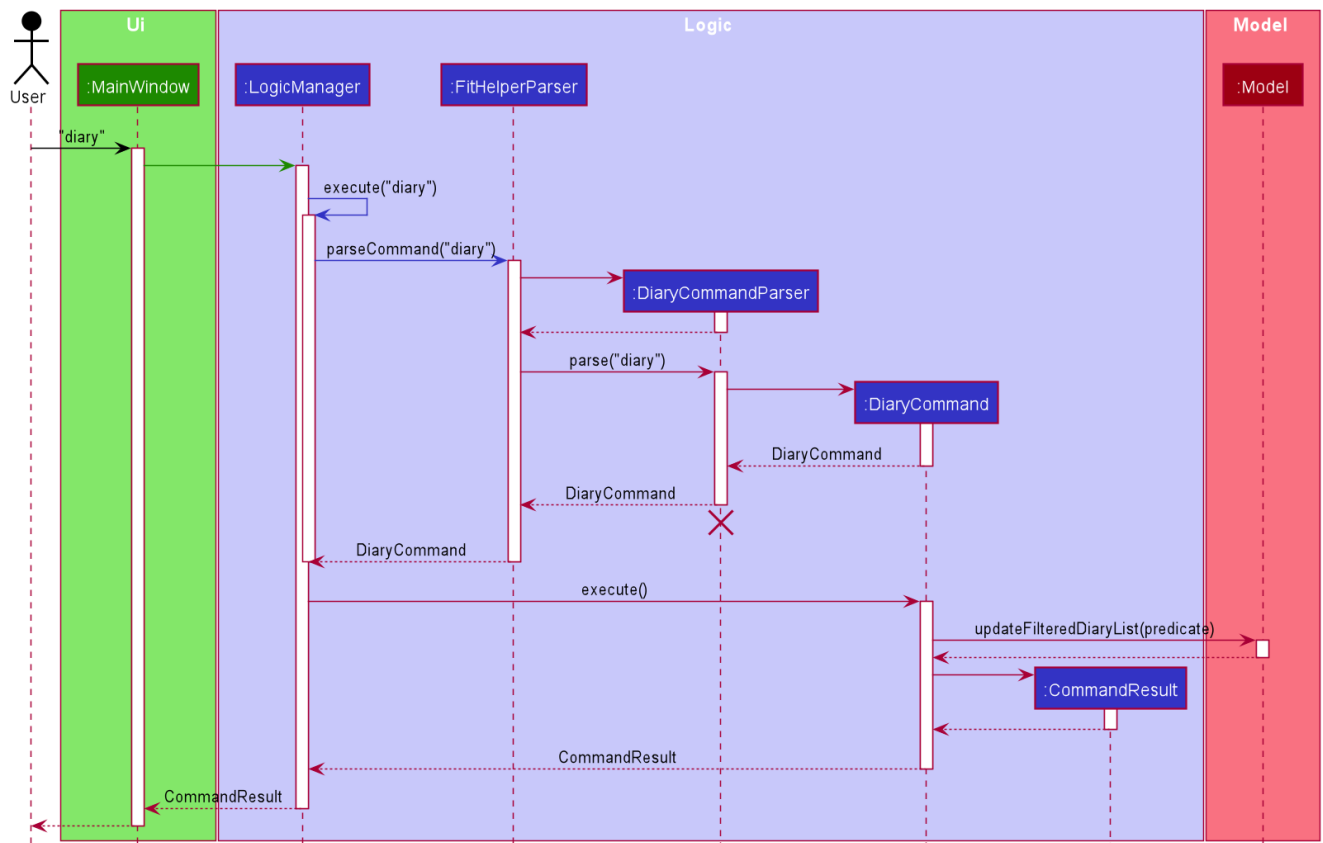 Ui
Logic
Model
User
:MainWindow
:LogicManager
:FitHelperParser
:Model
"diary"
execute("diary")
parseCommand("diary")
:DiaryCommandParser
parse("diary")
:DiaryCommand
DiaryCommand
DiaryCommand
DiaryCommand
execute()
updateFilteredDiaryList(predicate)
:CommandResult
CommandResult
CommandResult